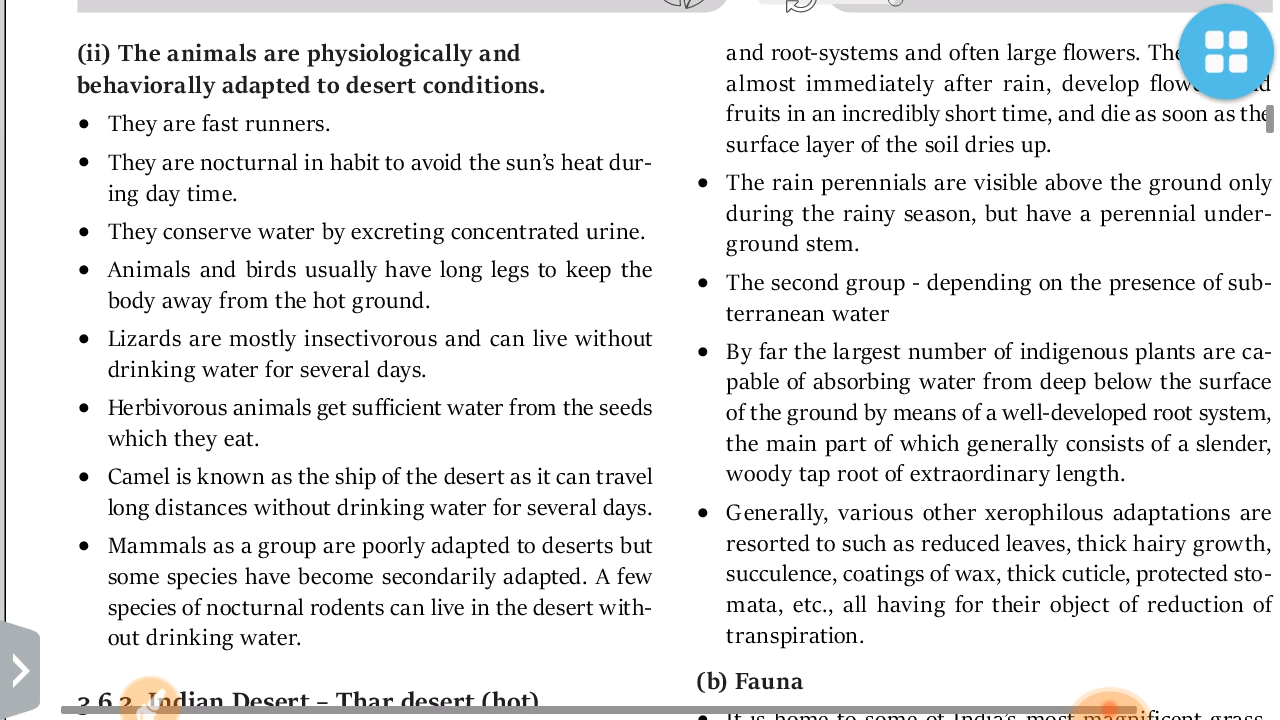 (ii) The animals are physiologically and
behaviorally adapted to desert conditions.
• They are fast runners.
• They are nocturnal in habit to avoid the sun’s heat dur-
ing day time.
• They conserve water by excreting concentrated urine.
• Animals and birds usually have long legs to keep the
body away from the hot ground.
• Lizards are mostly insectivorous and can live without
drinking water for several days.
• Herbivorous animals get sufficient water from the seeds
which they eat.
• Camel is known as the ship of the desert as it can travel
long distances without drinking water for several days.
• Mammals as a group are poorly adapted to deserts but
some species have become secondarily adapted. A few
species of nocturnal rodents can live in the desert with-
out drinking water.
Indian Desert – Thar desert (hot)
and root-systems and often large flowers.
almost immediately after rain, develop
fruits in an incredibly short time, and die as soon as the
surface layer of the soil dries up.
• The rain perennials are visible above the ground only
during the rainy season, but have a perennial under-
ground stem.
• The second group - depending on the presence of sub-
terranean water
• By far the largest number of indigenous plants are ca-
pable of absorbing water from deep below the surface
of the ground by means of a well-developed root system,
the main part of which generally consists of a slender,
woody tap root of extraordinary length.
• Generally, various other xerophilous adaptations are
resorted to such as reduced leaves, thick hairy growth,
succulence, coatings of wax, thick cuticle, protected sto-
mata, etc., all having for their object of reduction of
transpiration.
(b) Fauna
• It is home to some of India’s most magnificent grass-